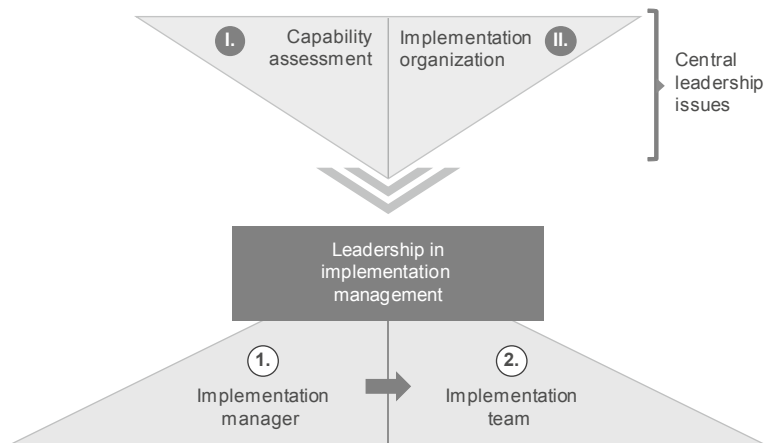 I.
Capability
assessment
Implementation
organization
II.
Central
leadership
issues
Leadership in
implementation
management
1.
Implementation
manager
2.
Implementation
team